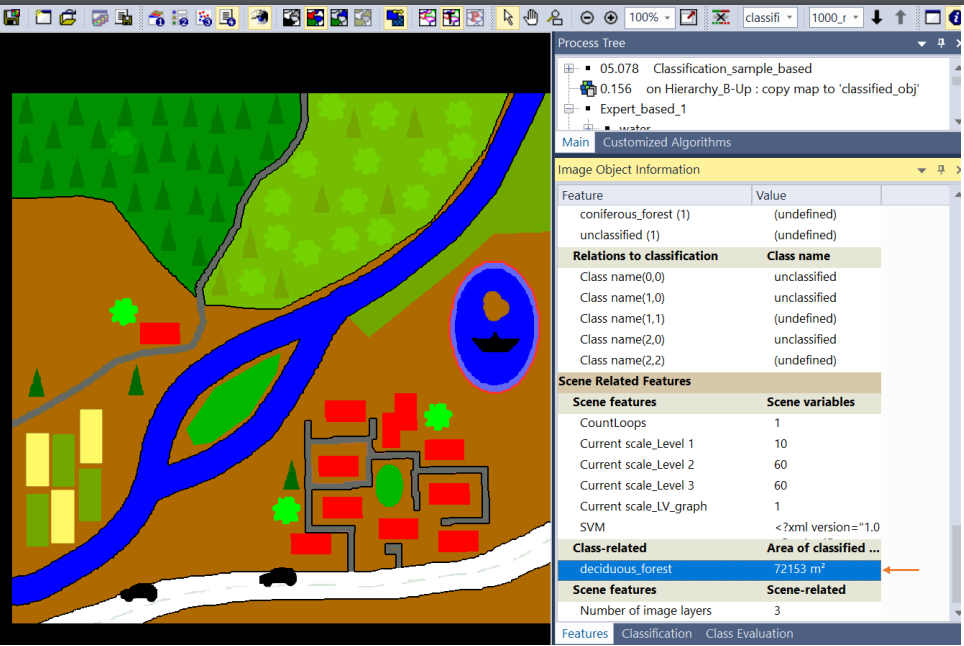 100%
classifi
1000_r
Process Tree
05.078 Classification_sample_based
0.156 on Hierarchy_B-Up : copy map to 'classified_obj'
Expert_based_1
water
Main Customized Algorithms
Image Object Information
Feature Value
coniferous_forest (1) (undefined)
unclassified (1) (undefined)
Relations to classification Class name
Class name(0,0) unclassified
Class name(1,0) unclassified
Class name(1,1) (undefined)
Class name(2,0) unclassified
Class name(2,2) (undefined)
Scene Related Features
Scene features Scene variables
CountLoops 1
Current scale_Level 1 10
Current scale_Level 2 60
Current scale_Level 3 60
Current scale_LV_graph 1
SVM <?xml version="1.0
Class-related Area of classified ...
deciduous_forest 72153 m²
Scene features Scene-related
Number of image layers 3
Features Classification Class Evaluation